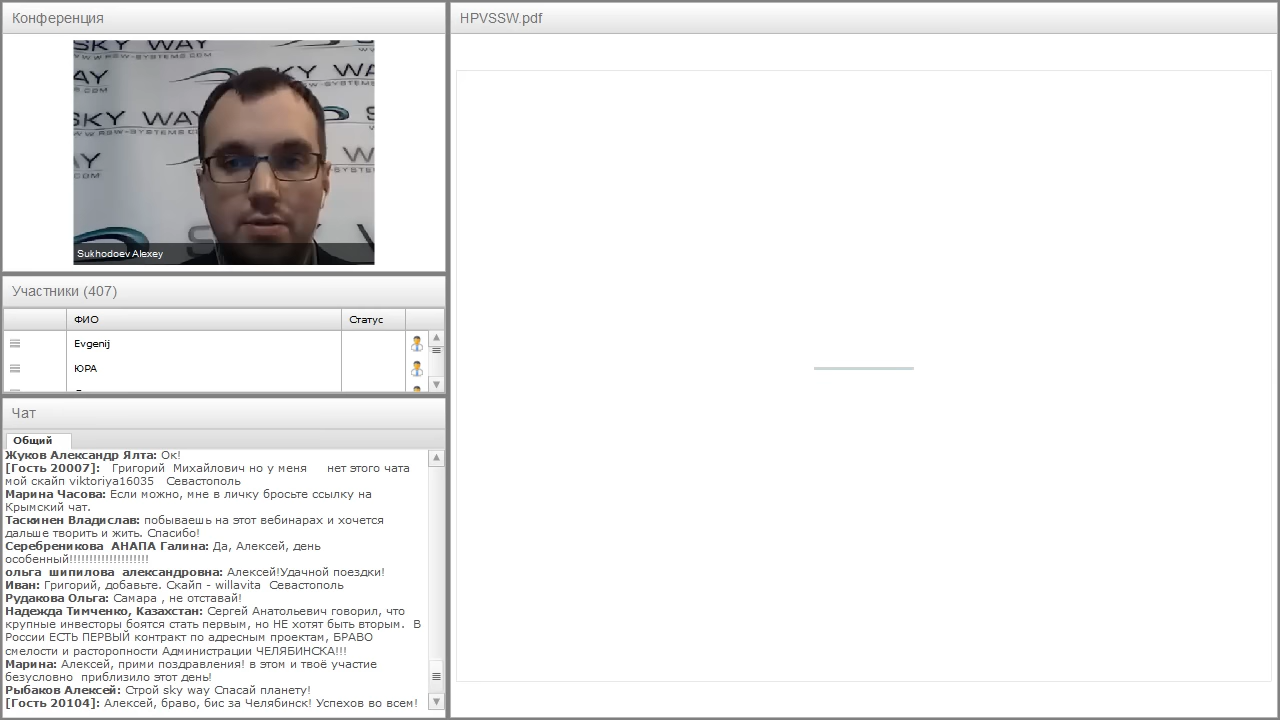 Конференция
SKY WAY
WWW.RSW-SYSTEMS.COM
SKY WAY
SKY WAY
Sukhodoev Alexey
Участники (407)
ФИО
Статус
Evgenij
ЮРА
Чат
Общий
Жуков Александр Ялта: Ок!
[Гость 20007]: Григорий Михайлович но у меня нет этого чата
мой скайп viktoriya16035 Севастополь
Марина Часова: Если можно, мне в личку бросьте ссылку на
Крымский чат.
Таскинен Владислав: побываешь на этот вебинарах и хочется
дальше творить и жить. Спасибо!
Серебреникова АНАПА Галина: Да, Алексей, день
особенный!!!!!!!!!!!!!!!!!!!!
ольга шипилова александровна: Алексей!Удачной поездки!
Иван: Григорий, добавьте. Скайп - willavita Севастополь
Рудакова Ольга: Самара , не отставай!
Надежда Тимченко, Казахстан: Сергей Анатольевич говорил, что
крупные инвесторы боятся стать первым, но НЕ хотят быть вторым. В
России ЕСТЬ ПЕРВЫЙ контракт по адресным проектам, БРАВО
смелости и расторопности Администрации ЧЕЛЯБИНСКА!!!
Марина: Алексей, прими поздравления! в этом и твоё участие
безусловно приблизило этот день!
Рыбаков Алексей: Строй sky way Спасай планету!
[Гость 20104]: Алексей, браво, бис за Челябинск! Успехов во всем!
HPVSSW.pdf